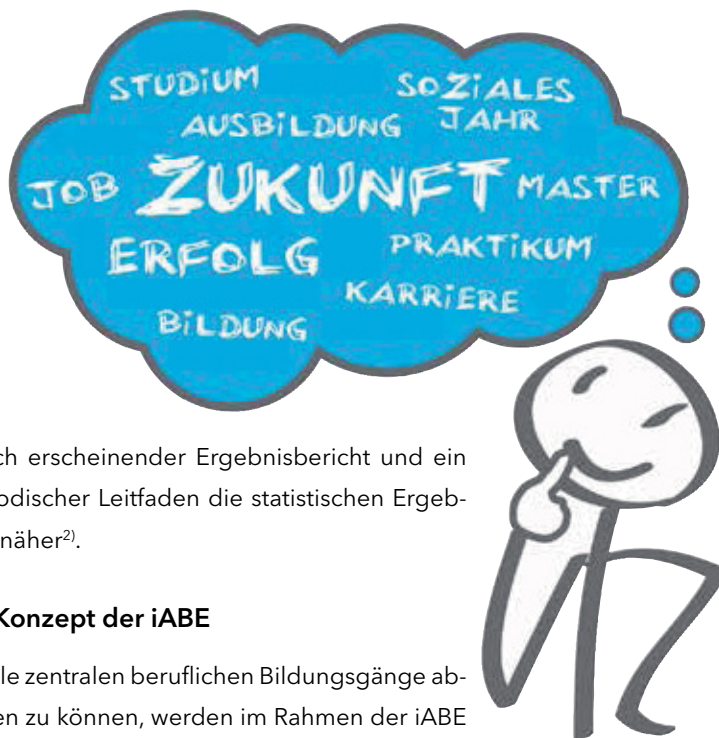 STUDiUM
SOZiALES
AUSBiLDUNG JAHR
JOB ZUKUNFT MASTER
ERFOLG PRAKTiKUM
KARRiERE
BiLDUNG
ch erscheinender Ergebnisbericht und ein
odischer Leitfaden die statistischen Ergeb-
näher2).
Konzept der iABE
le zentralen beruflichen Bildungsgänge ab-
en zu können, werden im Rahmen der iABE